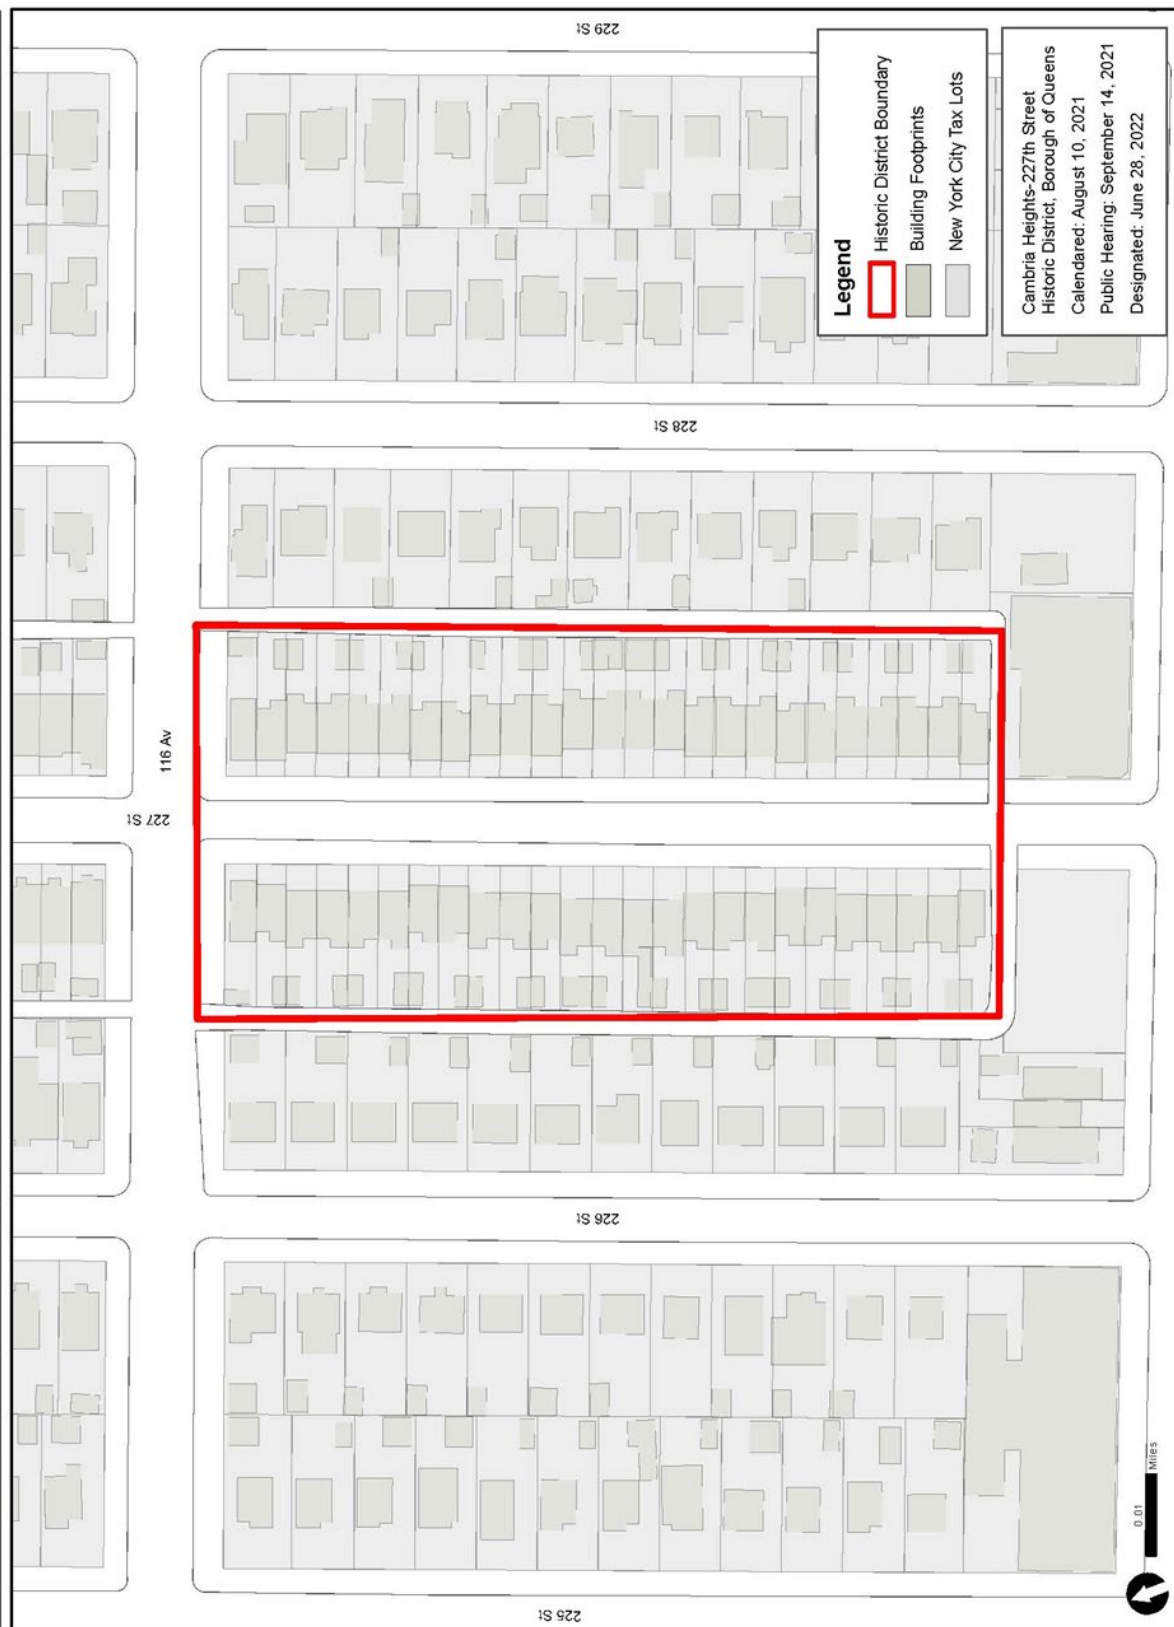 229 St
Legend
Historic District Boundary
Building Footprints
New York City Tax Lots
Cambria Heights-227th Street
Historic District, Borough of Queens
Calendared: August 10, 2021
Public Hearing: September 14, 2021
Designated: June 28, 2022
228 St
116 Av
227 St
226 St
225 St
0.01
Miles